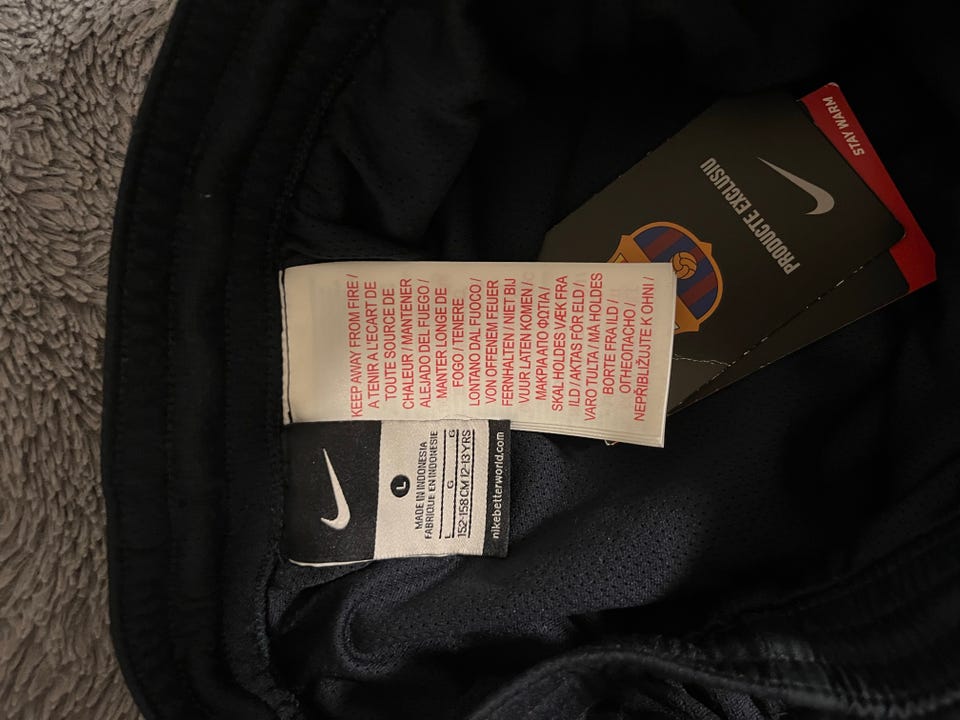 KEEP AWAY FROM FIRE /
A TENIR A L'ECART DE
TOUTE SOURCE DE
CHALEUR / MANTENER
ALEJADO DEL FUEGO /
MANTER LONGE DE
FOGO / TENERE
LONTANO DAL FUOCO /
VON OFFENEM FEUER
FERNHALTEN / NIET BIJ
VUUR LATEN KOMEN /
ΜΑΚΡΙΑ ΑΠΟ ΦΩΤΙΑ /
SKAL HOLDES VÆK FRA
ILD / AKTAS FÖR ELD /
VARO TULTA / MÅ HOLDES
BORTE FRA ILD /
ОГНЕОПАСНО /
NEPŘIBLIŽUJTE K OHNI /
L
MADE IN INDONESIA
FABRIQUE EN INDONESIE
L G G
152-158CM 12-13YRS
nikebetterworld.com
PRODUCTE EXCLUSIU
STAY WARM